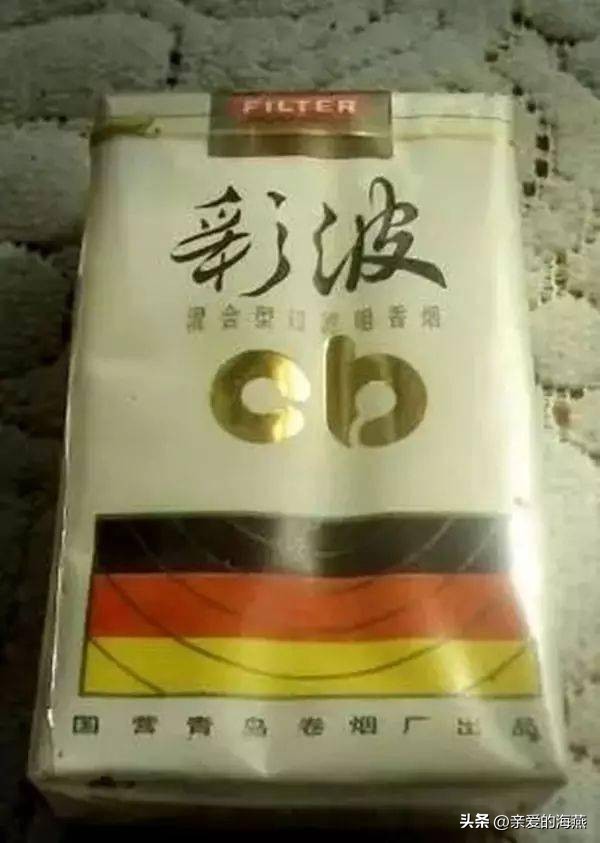 FILTER
彩波
混合型过滤咀香烟
cb
国营青岛卷烟厂出品
头条 @亲爱的海燕